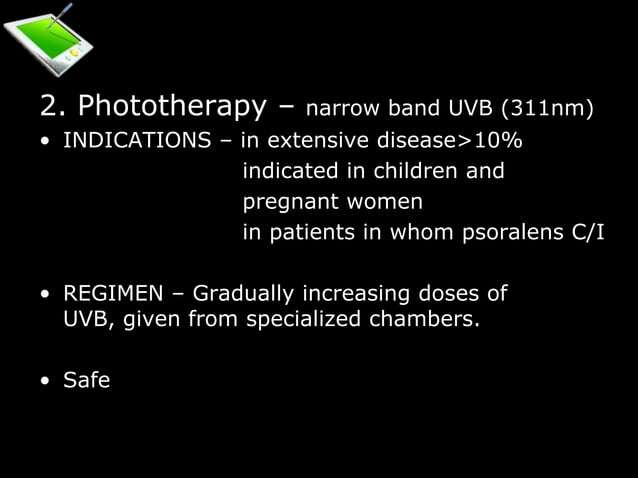 2. Phototherapy – narrow band UVB (311nm)
• INDICATIONS – in extensive disease>10%
indicated in children and
pregnant women
in patients in whom psoralens C/I
• REGIMEN – Gradually increasing doses of
UVB, given from specialized chambers.
• Safe